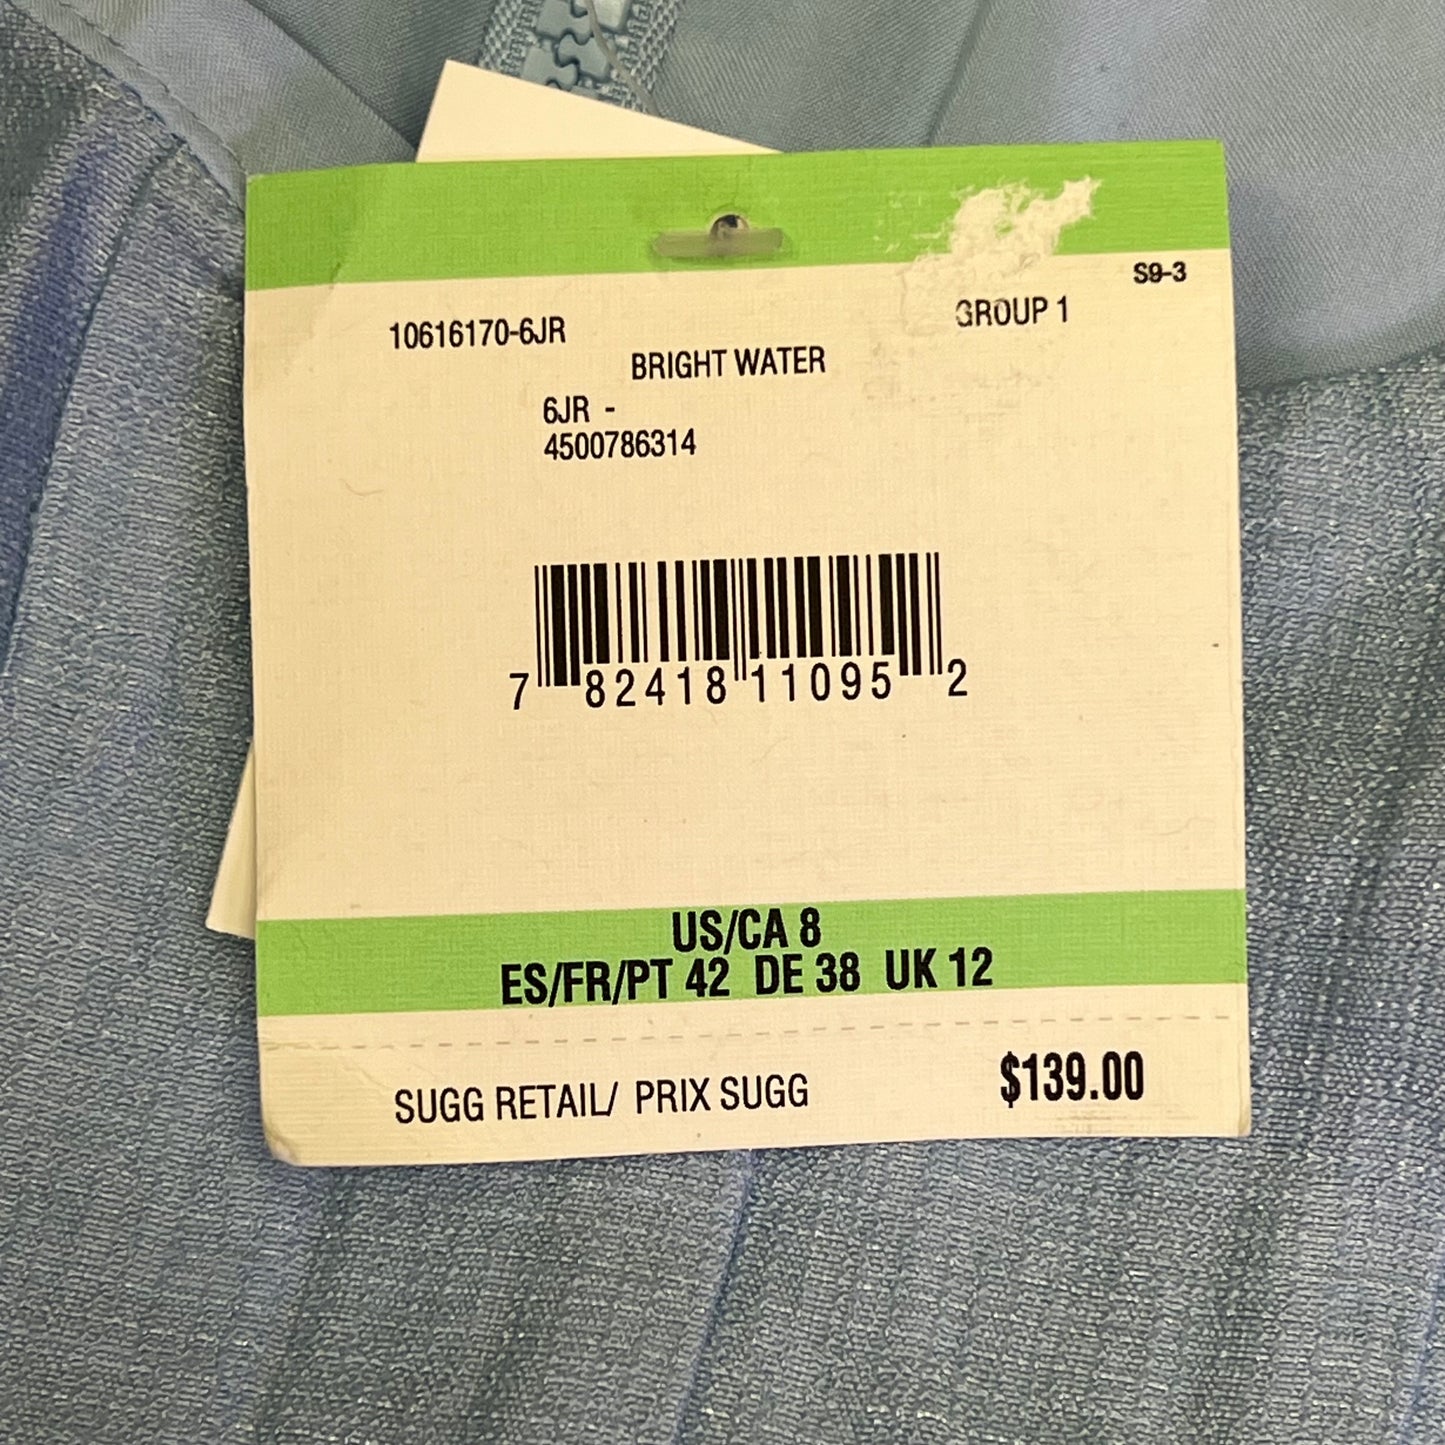 S9-3
10616170-6JR GROUP 1
BRIGHT WATER
6JR -
4500786314
7 82418 11095 2
US/CA 8
ES/FR/PT 42 DE 38 UK 12
SUGG RETAIL/ PRIX SUGG $139.00